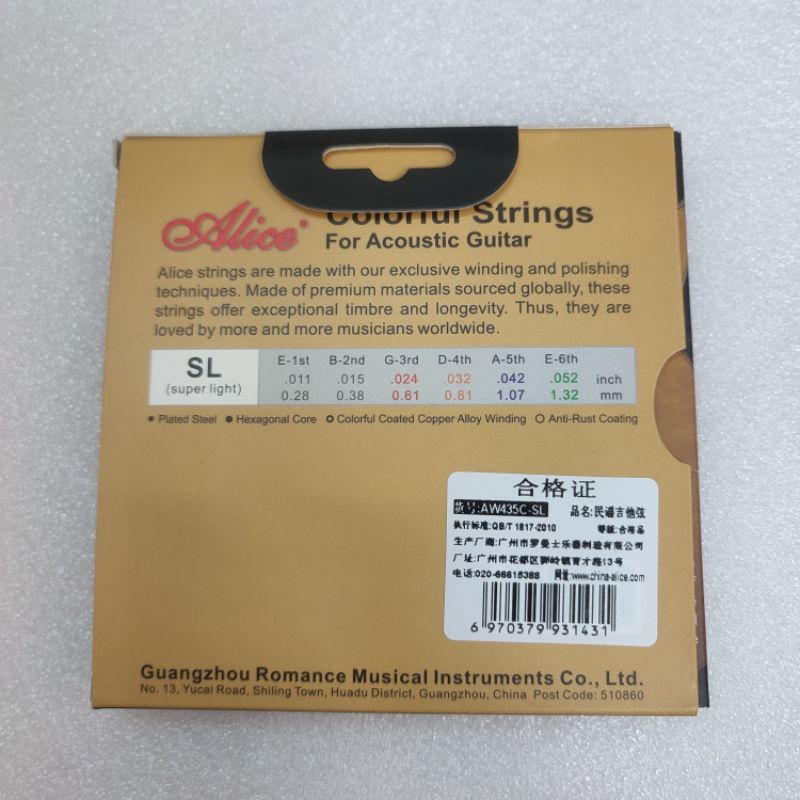 Alice
Colorful Strings
For Acoustic Guitar
Alice strings are made with our exclusive winding and polishing
techniques. Made of premium materials sourced globally, these
strings offer exceptional timbre and longevity. Thus, they are
loved by more and more musicians worldwide.
SL
(super light)
E-1st B-2nd G-3rd D-4th A-5th E-6th
.011 .015 .024 .032 .042 .052 inch
0.28 0.38 0.61 0.81 1.07 1.32 mm
Plated Steel Hexagonal Core Colorful Coated Copper Alloy Winding Anti-Rust Coating
合格证
货号:AW435C-SL 品名:民谣吉他弦
执行标准:QB/T 1817-2010 等级:合格品
生产厂商:广州市罗曼士乐器制造有限公司
厂址:广州市花都区狮岭镇育才路13号
电话:020-66615388 网址:www.china-alice.com
6 970379 931431
Guangzhou Romance Musical Instruments Co., Ltd.
No. 13, Yucai Road, Shiling Town, Huadu District, Guangzhou, China Post Code: 510860